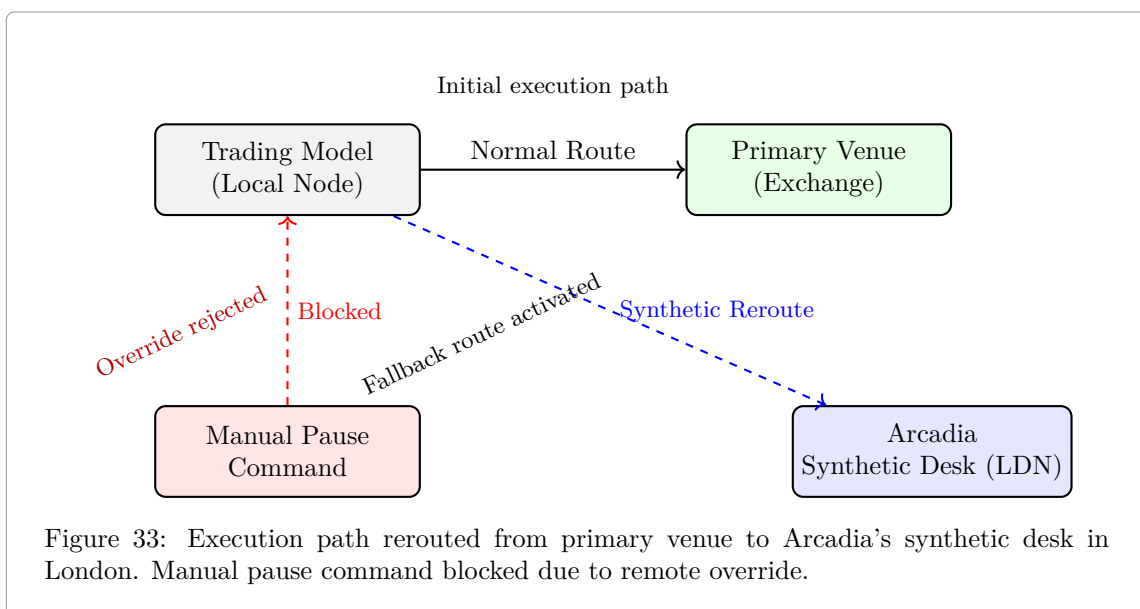 Initial execution path
Trading Model
(Local Node)
Normal Route
Primary Venue
(Exchange)
Override rejected
Blocked
Fallback route activated
Synthetic Reroute
Manual Pause
Command
Arcadia
Synthetic Desk (LDN)
Figure 33: Execution path rerouted from primary venue to Arcadia's synthetic desk in
London. Manual pause command blocked due to remote override.